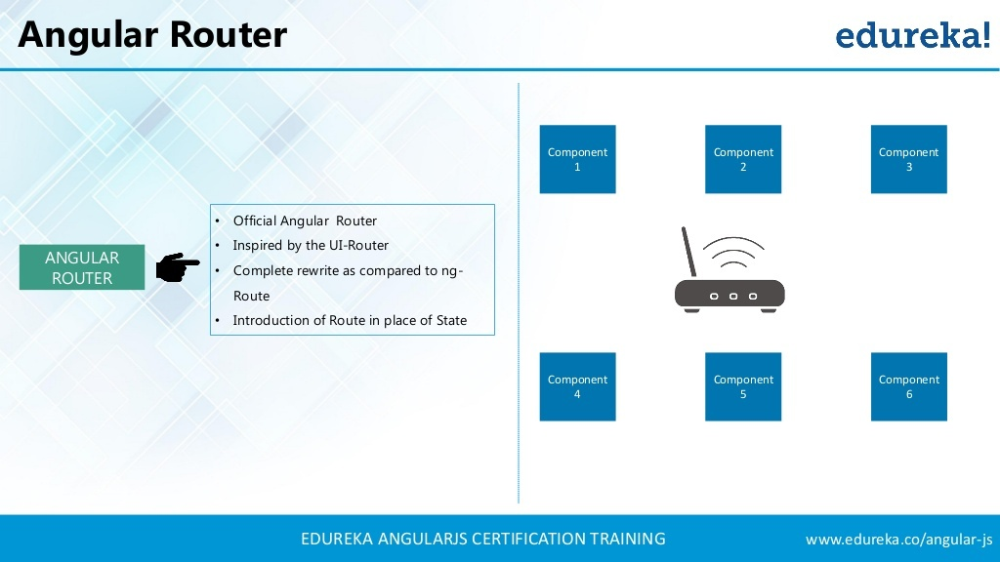 Angular Router
edureka!
ANGULAR
ROUTER
• Official Angular  Router
• Inspired by the UI-Router
• Complete rewrite as compared to ng-
Route
• Introduction of Route in place of State
Component
1
Component
2
Component
3
Component
4
Component
5
Component
6
EDUREKA ANGULARJS CERTIFICATION TRAINING
www.edureka.co/angular-js